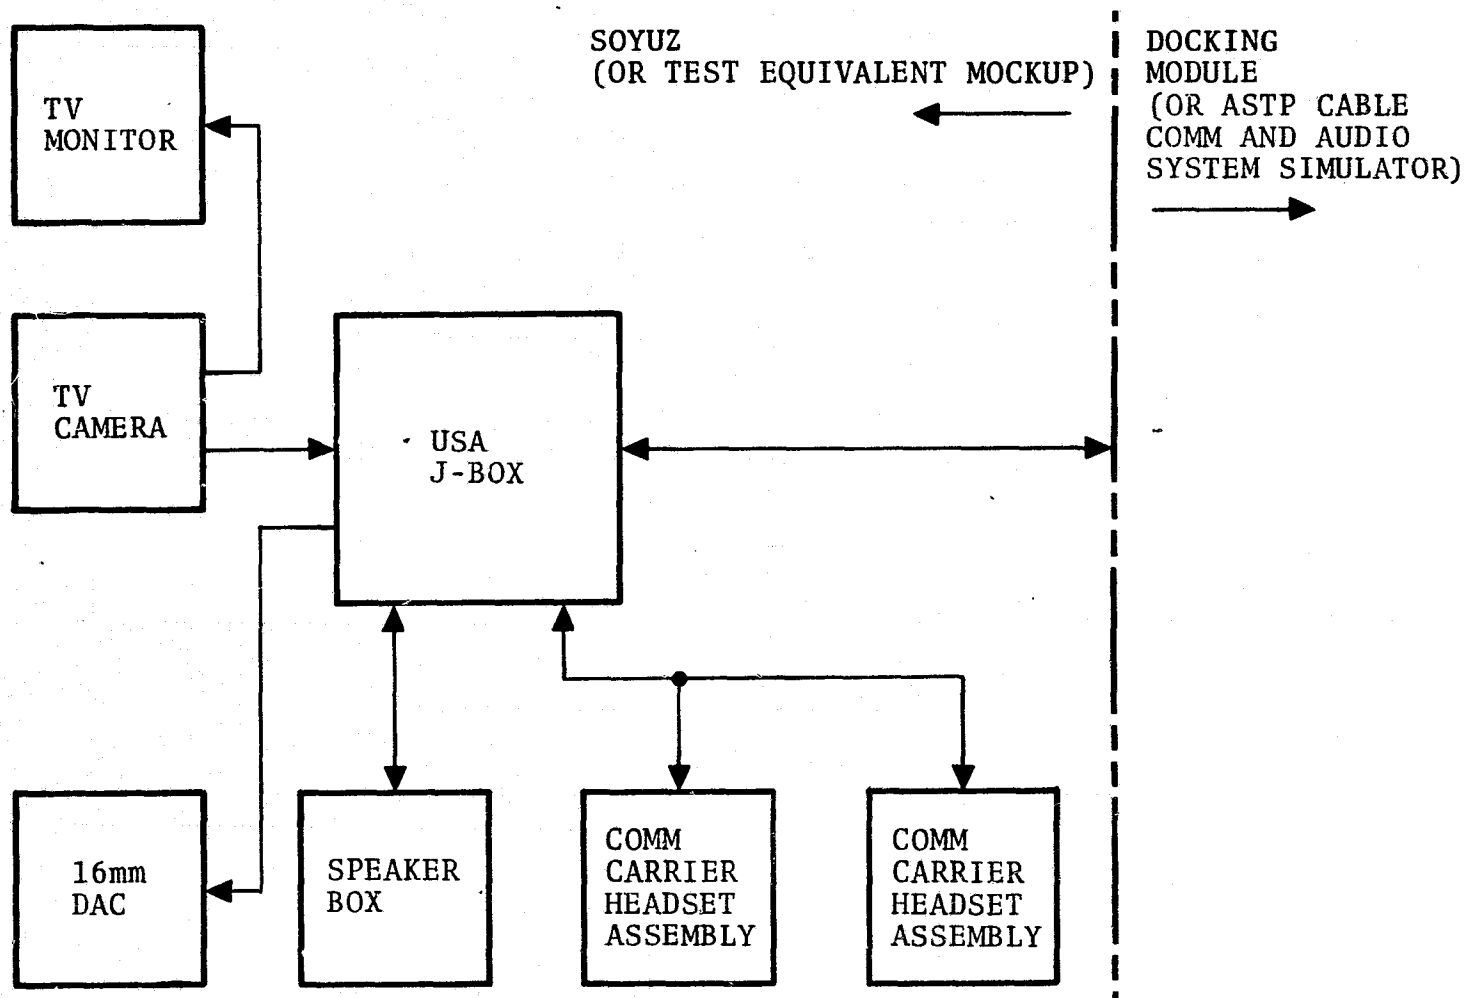 SOYUZ
(OR TEST EQUIVALENT MOCKUP)
DOCKING
MODULE
(OR ASTP CABLE
COMM AND AUDIO
SYSTEM SIMULATOR)
TV
MONITOR
TV
CAMERA
USA
J-BOX
16mm
DAC
SPEAKER
BOX
COMM
CARRIER
HEADSET
ASSEMBLY
COMM
CARRIER
HEADSET
ASSEMBLY